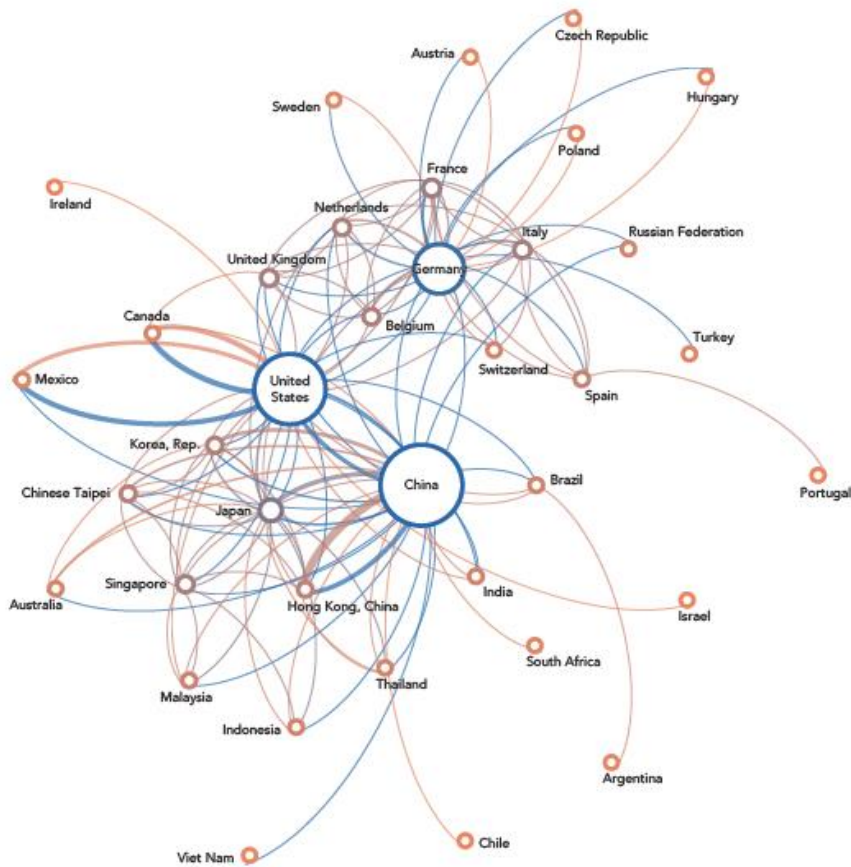 Czech Republic
Austria
Hungary
Sweden
Poland
France
Ireland
Netherlands
Italy
Russian Federation
United Kingdom
Germany
Canada
Belgium
Turkey
Switzerland
Mexico
United
States
Spain
Korea, Rep.
China
Brazil
Chinese Taipei
Portugal
Japan
Singapore
India
Australia
Hong Kong, China
Israel
South Africa
Malaysia
Thailand
Indonesia
Argentina
Chile
Viet Nam